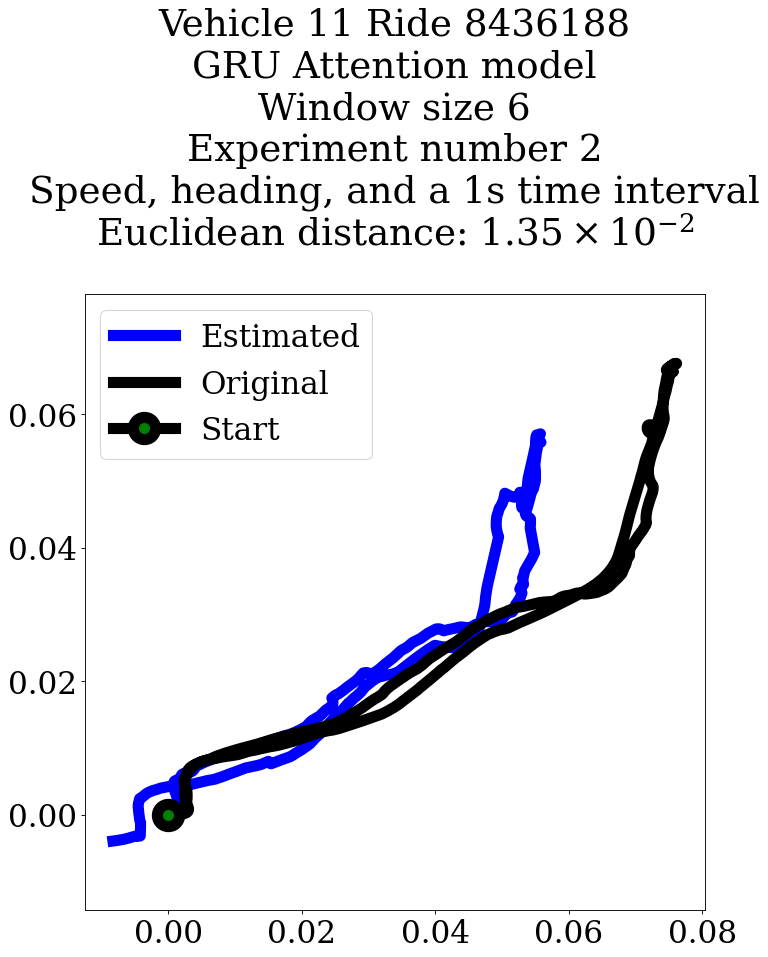 Vehicle 11 Ride 8436188
GRU Attention model
Window size 6
Experiment number 2
Speed, heading, and a 1s time interval
Euclidean distance: 1.35 × 10⁻²
Estimated
Original
Start
0.06
0.04
0.02
0.00
0.00 0.02 0.04 0.06 0.08